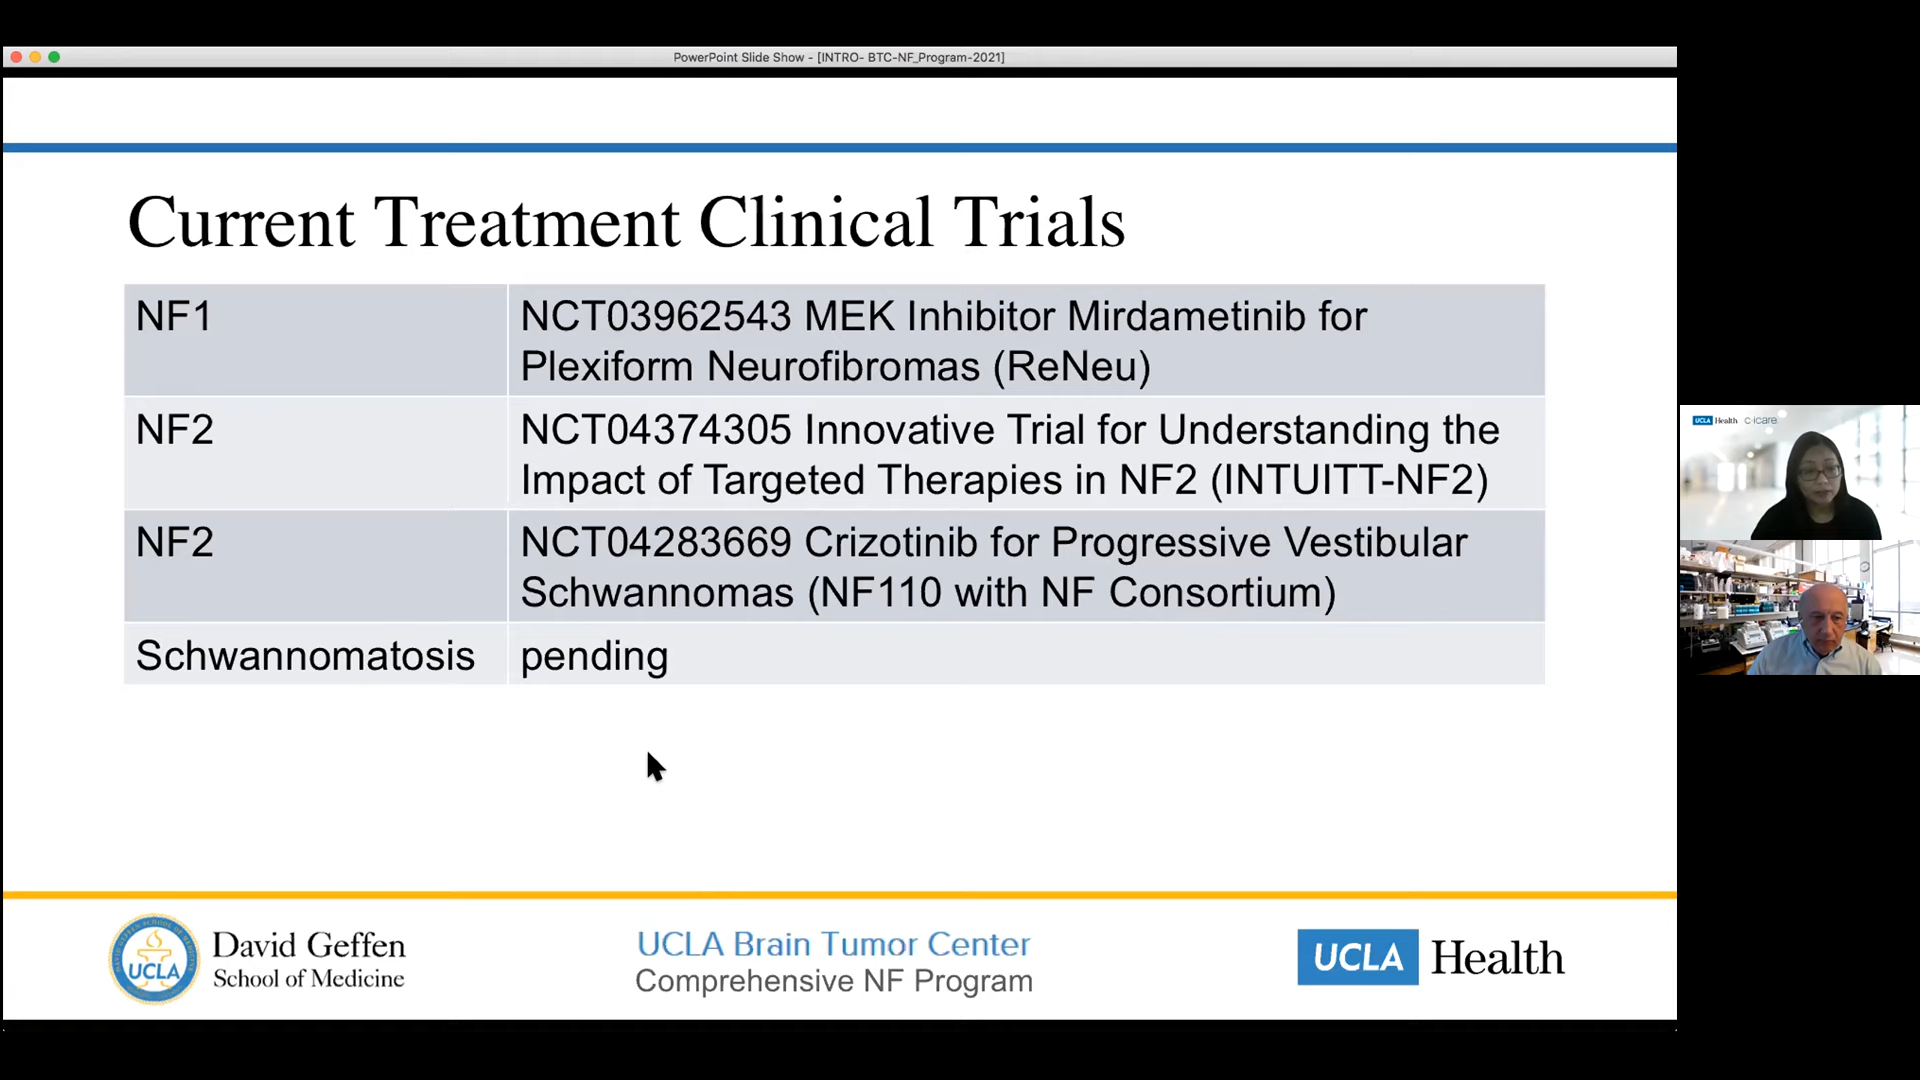 PowerPoint Slide Show - [INTRO- BTC-NF_Program-2021]
Current Treatment Clinical Trials
NF1
NCT03962543 MEK Inhibitor Mirdametinib for
Plexiform Neurofibromas (ReNeu)
NF2
NCT04374305 Innovative Trial for Understanding the
Impact of Targeted Therapies in NF2 (INTUITT-NF2)
NF2
NCT04283669 Crizotinib for Progressive Vestibular
Schwannomas (NF110 with NF Consortium)
Schwannomatosis
pending
UCLA Health c·icare
UCLA
David Geffen
School of Medicine
UCLA Brain Tumor Center
Comprehensive NF Program
UCLA Health